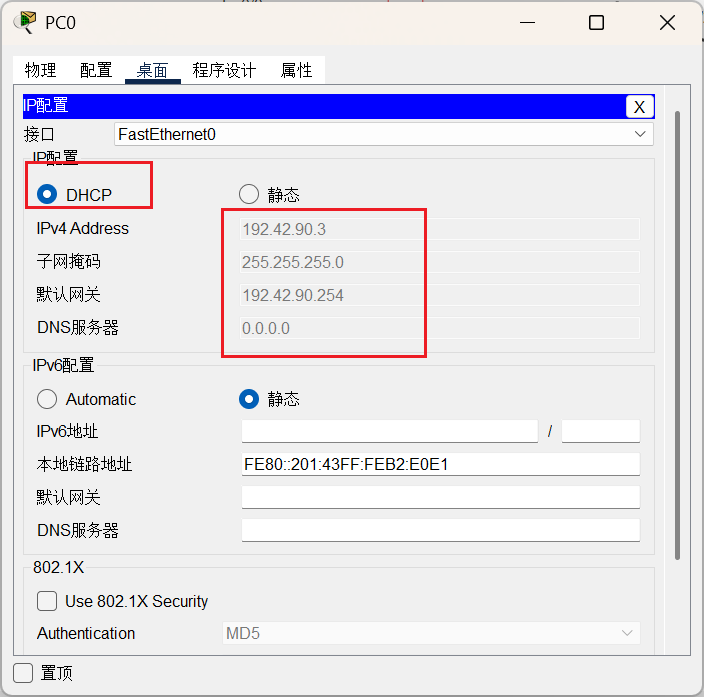 PC0
物理 配置 桌面 程序设计 属性
IP配置 X
接口 FastEthernet0
IP配置
DHCP 静态
IPv4 Address 192.42.90.3
子网掩码 255.255.255.0
默认网关 192.42.90.254
DNS服务器 0.0.0.0
IPv6配置
Automatic 静态
IPv6地址 /
本地链路地址 FE80::201:43FF:FEB2:E0E1
默认网关
DNS服务器
802.1X
Use 802.1X Security
Authentication MD5
置顶